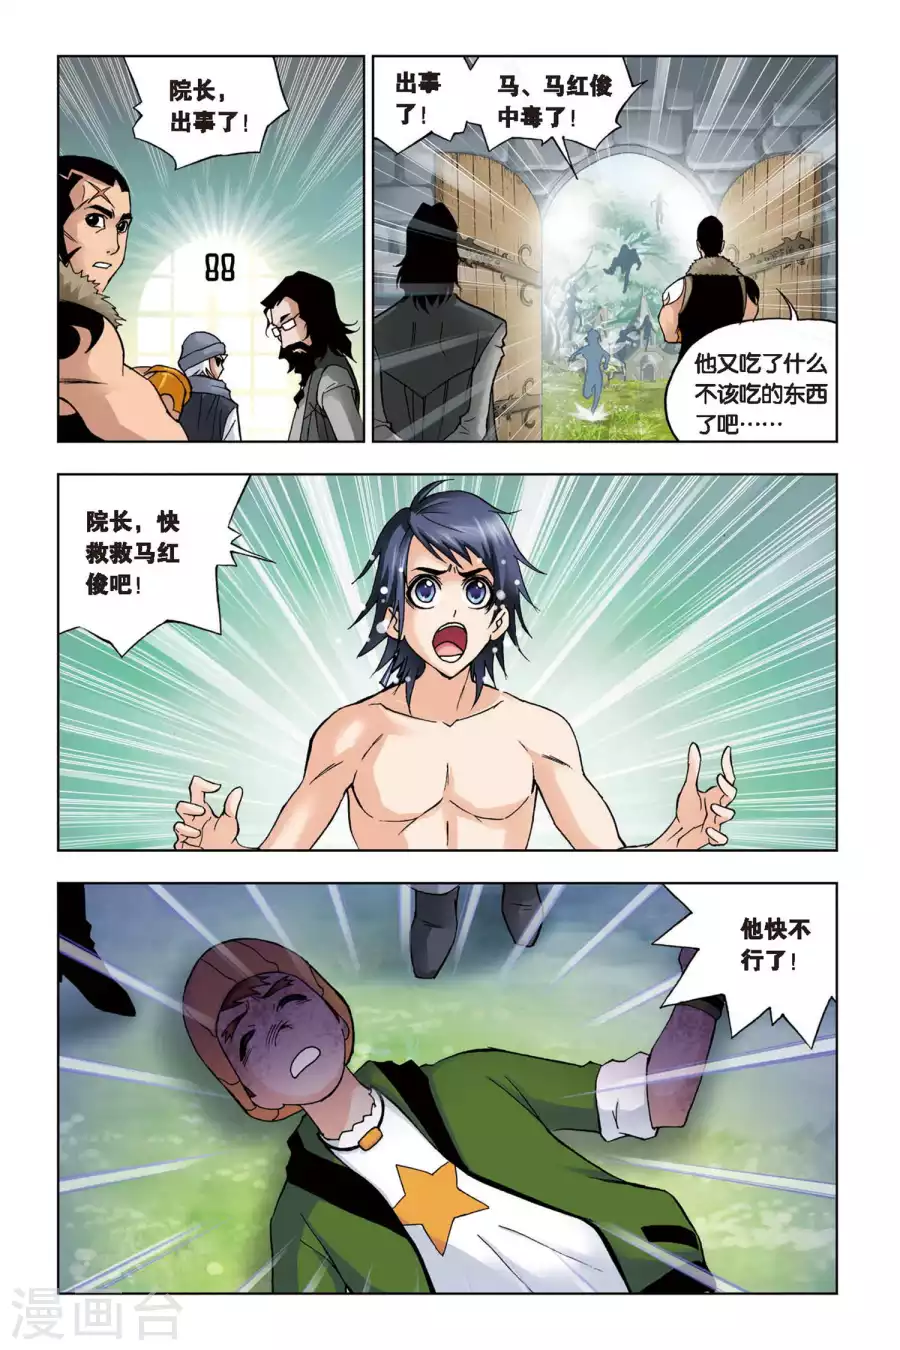 院长，
出事了！
出事
了！
马、马红俊
中毒了！
他又吃了什么
不该吃的东西
了吧……
院长，快
救救马红
俊吧！
他快不
行了！
漫画台